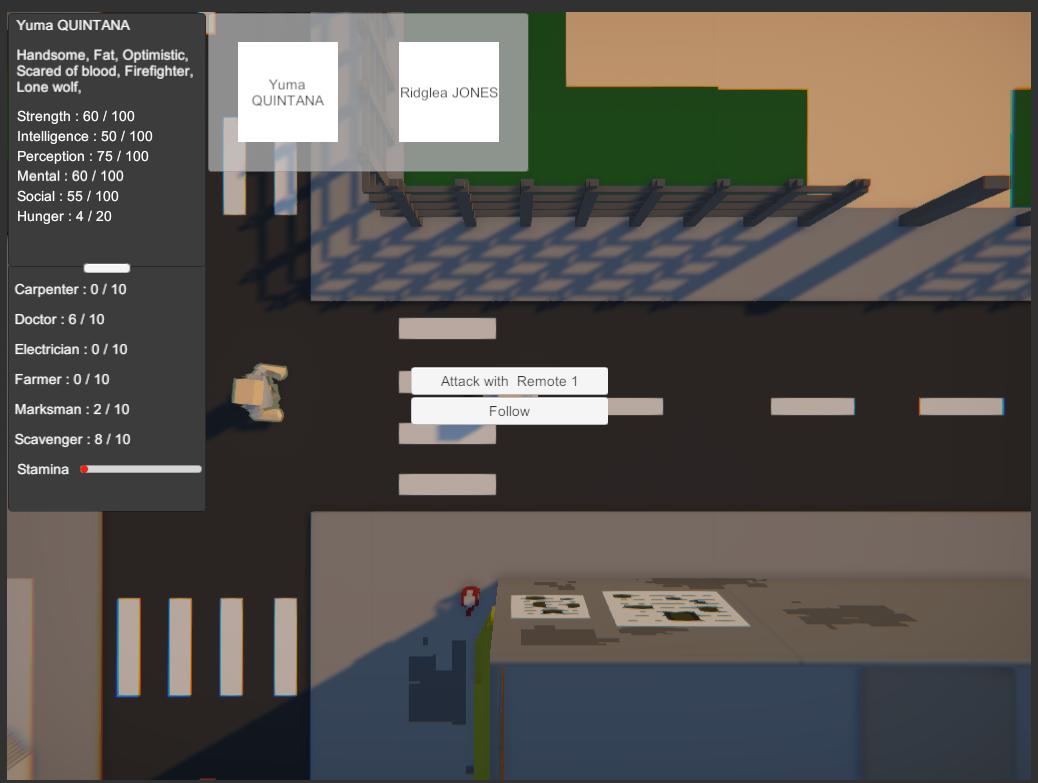 Yuma QUINTANA
Handsome, Fat, Optimistic,
Scared of blood, Firefighter,
Lone wolf,
Strength : 60 / 100
Intelligence : 50 / 100
Perception : 75 / 100
Mental : 60 / 100
Social : 55 / 100
Hunger : 4 / 20
Carpenter : 0 / 10
Doctor : 6 / 10
Electrician : 0 / 10
Farmer : 0 / 10
Marksman : 2 / 10
Scavenger : 8 / 10
Stamina
Yuma
QUINTANA
Ridglea JONES
Attack with  Remote 1
Follow